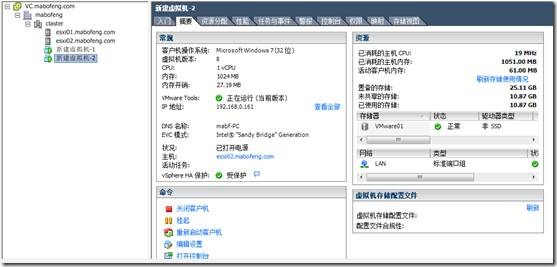 VC.mabofeng.com
mabofeng
claster
esxi01.mabofeng.com
esxi02.mabofeng.com
新建虚拟机-1
新建虚拟机-2
新建虚拟机-2
摘要 资源分配 性能 任务与事件 警报 控制台 权限 映射 存储视图
常规
客户机操作系统: Microsoft Windows 7 (32 位)
虚拟机版本: 8
CPU: 1 vCPU
内存: 1024 MB
内存开销: 27.19 MB
VMware Tools: 正在运行 (当前版本)
IP 地址: 192.168.0.161 查看全部
DNS 名称: mabf-PC
EVC 模式: Intel® "Sandy Bridge" Generation
状况: 已打开电源
主机: esxi02.mabofeng.com
活动任务:
vSphere HA 保护: 受保护
命令
关闭客户机
挂起
重新启动客户机
编辑设置
打开控制台
资源
已消耗的主机 CPU: 19 MHz
已消耗的主机内存: 1051.00 MB
活动客户机内存: 61.00 MB
刷新存储使用情况
置备的存储: 25.11 GB
未共享的存储: 10.87 GB
已使用的存储: 10.87 GB
存储器 状态 驱动器类型
VMware01 正常 非 SSD
网络 类型 状态
LAN 标准端口组
虚拟机存储配置文件
刷新
虚拟机存储配置文件:
配置文件合规性: